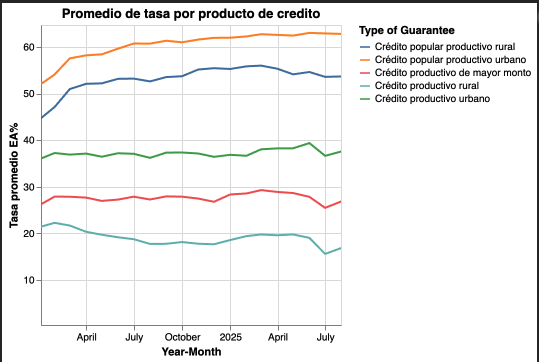 Promedio de tasa por producto de credito
Type of Guarantee
Crédito popular productivo rural
Crédito popular productivo urbano
Crédito productivo de mayor monto
Crédito productivo rural
Crédito productivo urbano
Tasa promedio EA%
60
50
40
30
20
10
April
July
October
2025
April
July
Year-Month